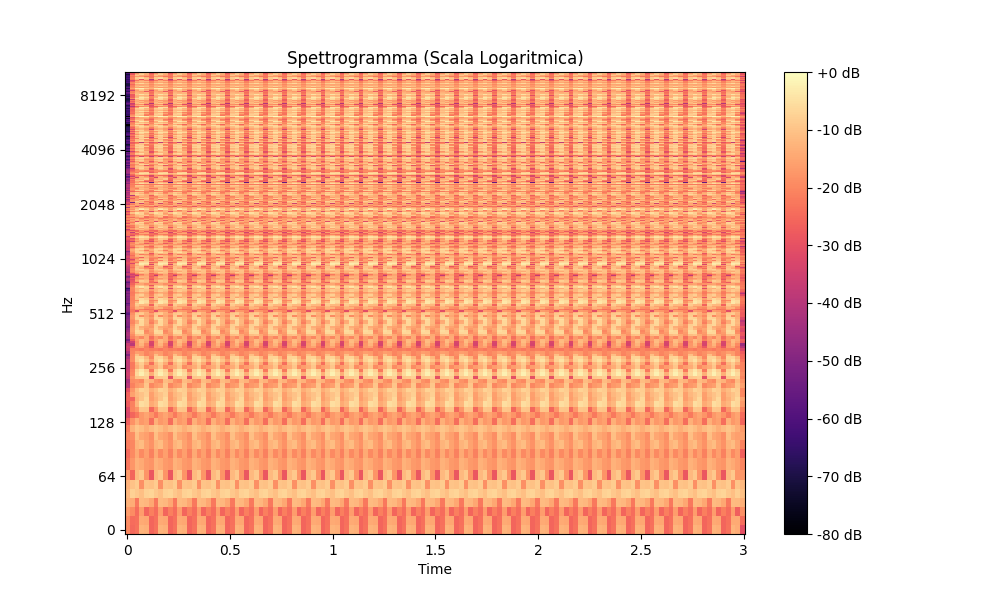 Spettrogramma (Scala Logaritmica)
8192
4096
2048
1024
512
256
128
64
0
Hz
0
0.5
1
1.5
2
2.5
3
Time
+0 dB
-10 dB
-20 dB
-30 dB
-40 dB
-50 dB
-60 dB
-70 dB
-80 dB